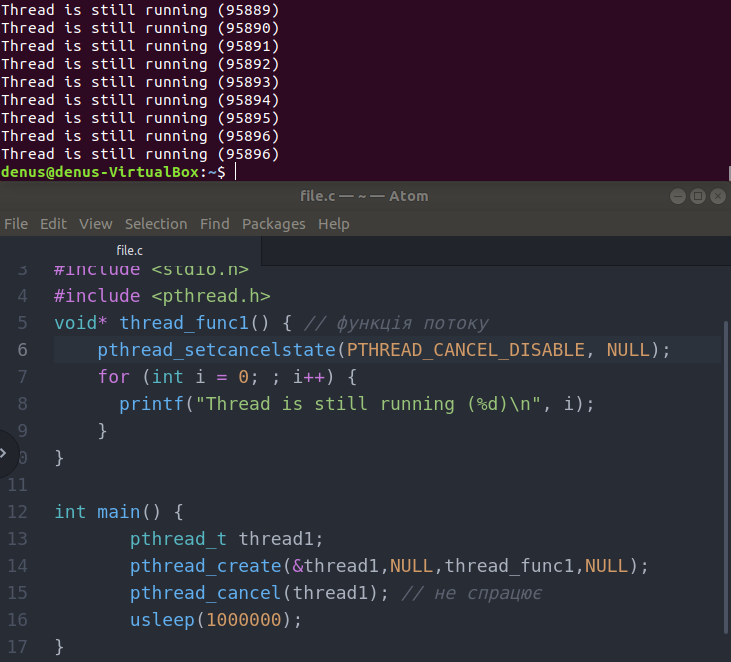 Thread is still running (95889)
Thread is still running (95890)
Thread is still running (95891)
Thread is still running (95892)
Thread is still running (95893)
Thread is still running (95894)
Thread is still running (95895)
Thread is still running (95896)
Thread is still running (95896)
denus@denus-VirtualBox:~$
file.c — ~ — Atom
File Edit View Selection Find Packages Help
file.c
3 #include <stdio.h>
4 #include <pthread.h>
5 void* thread_func1() { // функція потоку
6 pthread_setcancelstate(PTHREAD_CANCEL_DISABLE, NULL);
7 for (int i = 0; ; i++) {
8 printf("Thread is still running (%d)\n", i);
9 }
0 }
11
12 int main() {
13 pthread_t thread1;
14 pthread_create(&thread1,NULL,thread_func1,NULL);
15 pthread_cancel(thread1); // не спрацює
16 usleep(1000000);
17 }